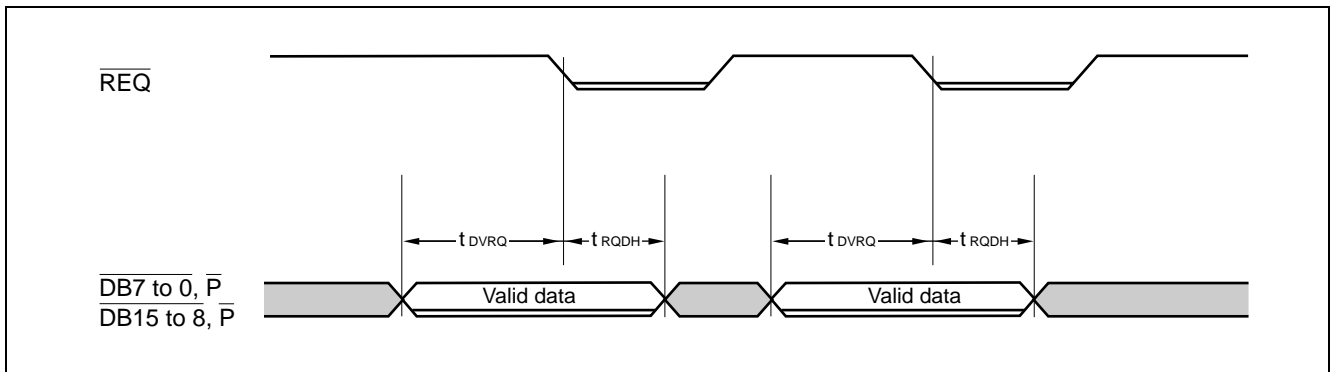 REQ
t DVRQ t RQDH t DVRQ t RQDH
DB7 to 0, P
DB15 to 8, P
Valid data Valid data